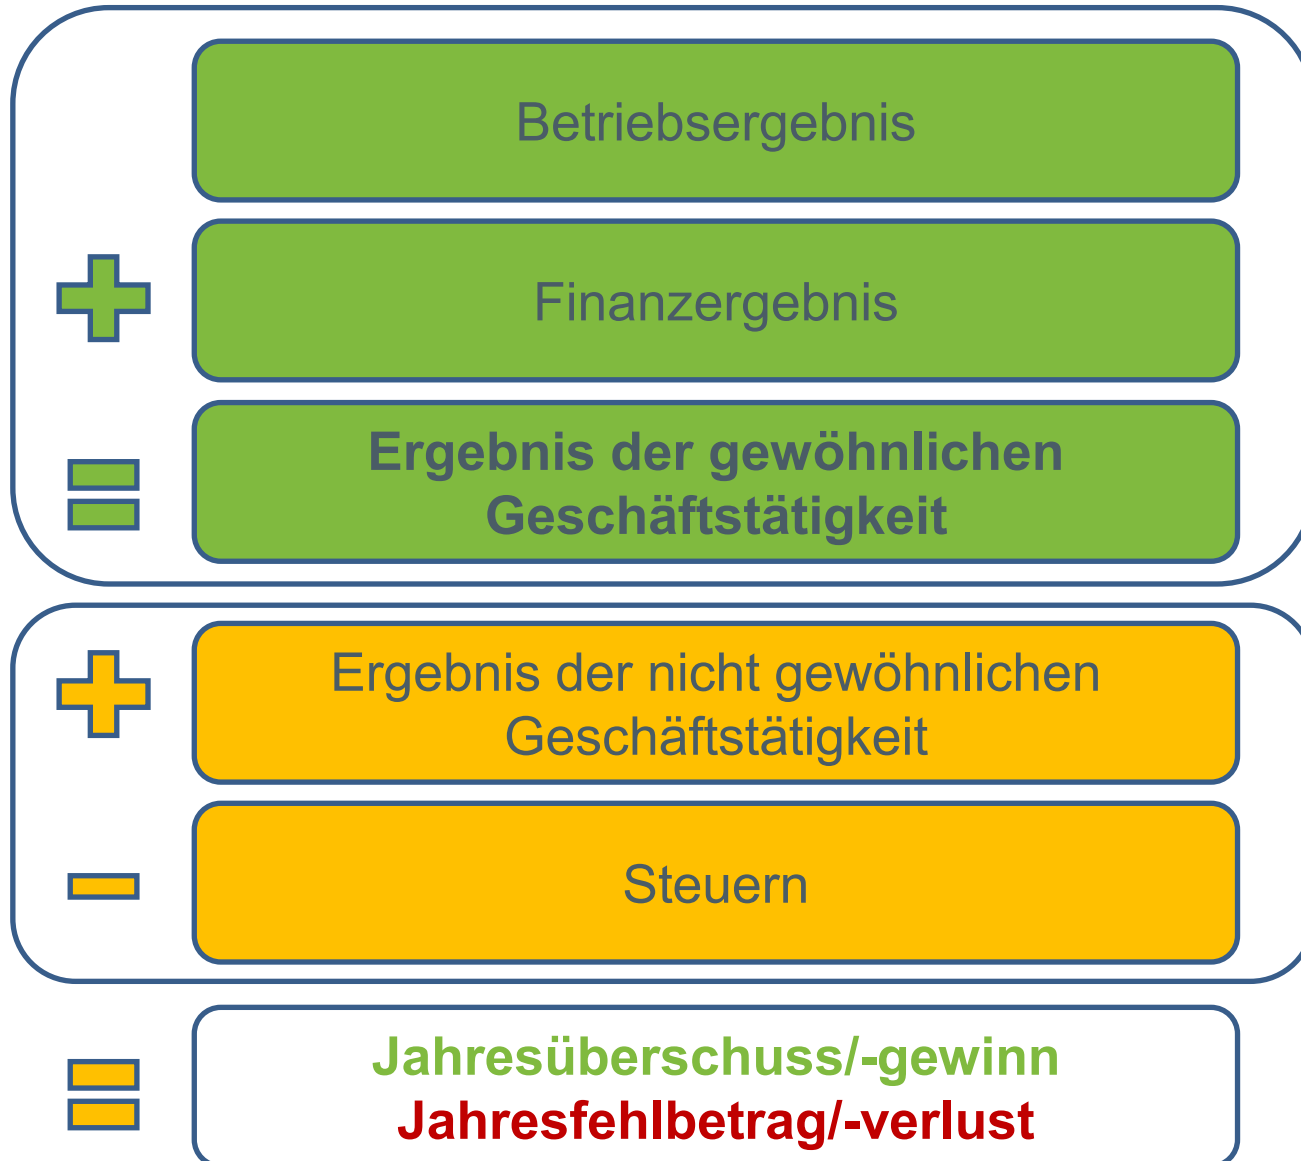 Betriebsergebnis
Finanzergebnis
Ergebnis der gewöhnlichen
Geschäftstätigkeit
Ergebnis der nicht gewöhnlichen
Geschäftstätigkeit
Steuern
Jahresüberschuss/-gewinn
Jahresfehlbetrag/-verlust